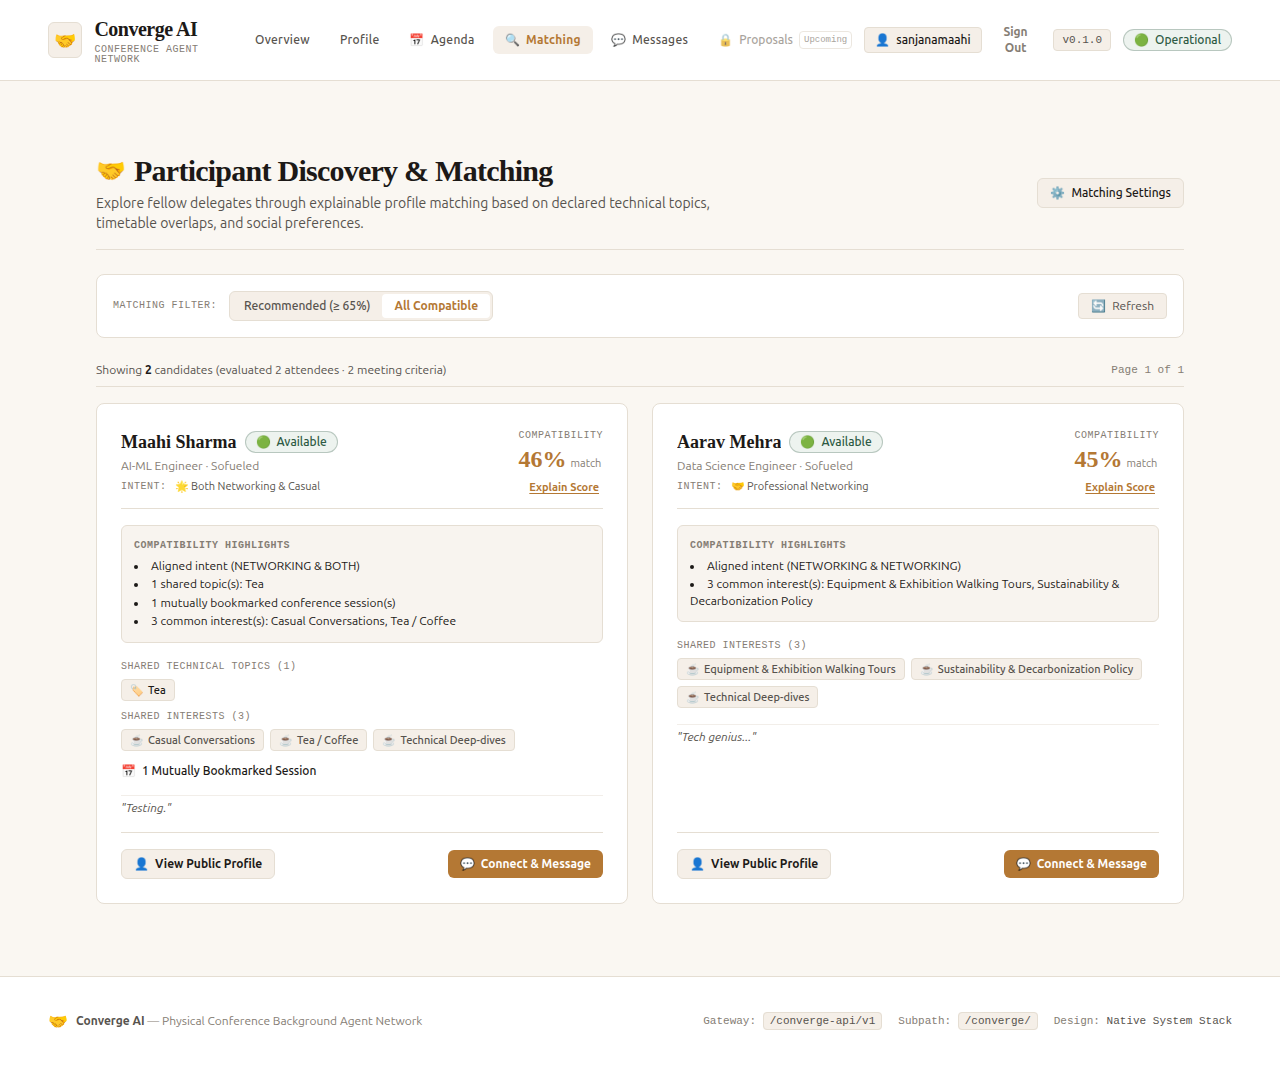 Converge AI
CONFERENCE AGENT
NETWORK
Overview
Profile
Agenda
Matching
Messages
Proposals Upcoming
sanjanamaahi
Sign
Out
v0.1.0
Operational
Participant Discovery & Matching
Explore fellow delegates through explainable profile matching based on declared technical topics,
timetable overlaps, and social preferences.
Matching Settings
MATCHING FILTER: Recommended (≥ 65%) All Compatible
Refresh
Showing 2 candidates (evaluated 2 attendees · 2 meeting criteria)
Page 1 of 1
Maahi Sharma Available
AI-ML Engineer · Sofueled
INTENT: Both Networking & Casual
COMPATIBILITY
46% match
Explain Score
COMPATIBILITY HIGHLIGHTS
• Aligned intent (NETWORKING & BOTH)
• 1 shared topic(s): Tea
• 1 mutually bookmarked conference session(s)
• 3 common interest(s): Casual Conversations, Tea / Coffee
SHARED TECHNICAL TOPICS (1)
Tea
SHARED INTERESTS (3)
Casual Conversations Tea / Coffee Technical Deep-dives
1 Mutually Bookmarked Session
"Testing."
View Public Profile
Connect & Message
Aarav Mehra Available
Data Science Engineer · Sofueled
INTENT: Professional Networking
COMPATIBILITY
45% match
Explain Score
COMPATIBILITY HIGHLIGHTS
• Aligned intent (NETWORKING & NETWORKING)
• 3 common interest(s): Equipment & Exhibition Walking Tours, Sustainability &
Decarbonization Policy
SHARED INTERESTS (3)
Equipment & Exhibition Walking Tours Sustainability & Decarbonization Policy
Technical Deep-dives
"Tech genius..."
View Public Profile
Connect & Message
Converge AI — Physical Conference Background Agent Network
Gateway: /converge-api/v1 Subpath: /converge/ Design: Native System Stack